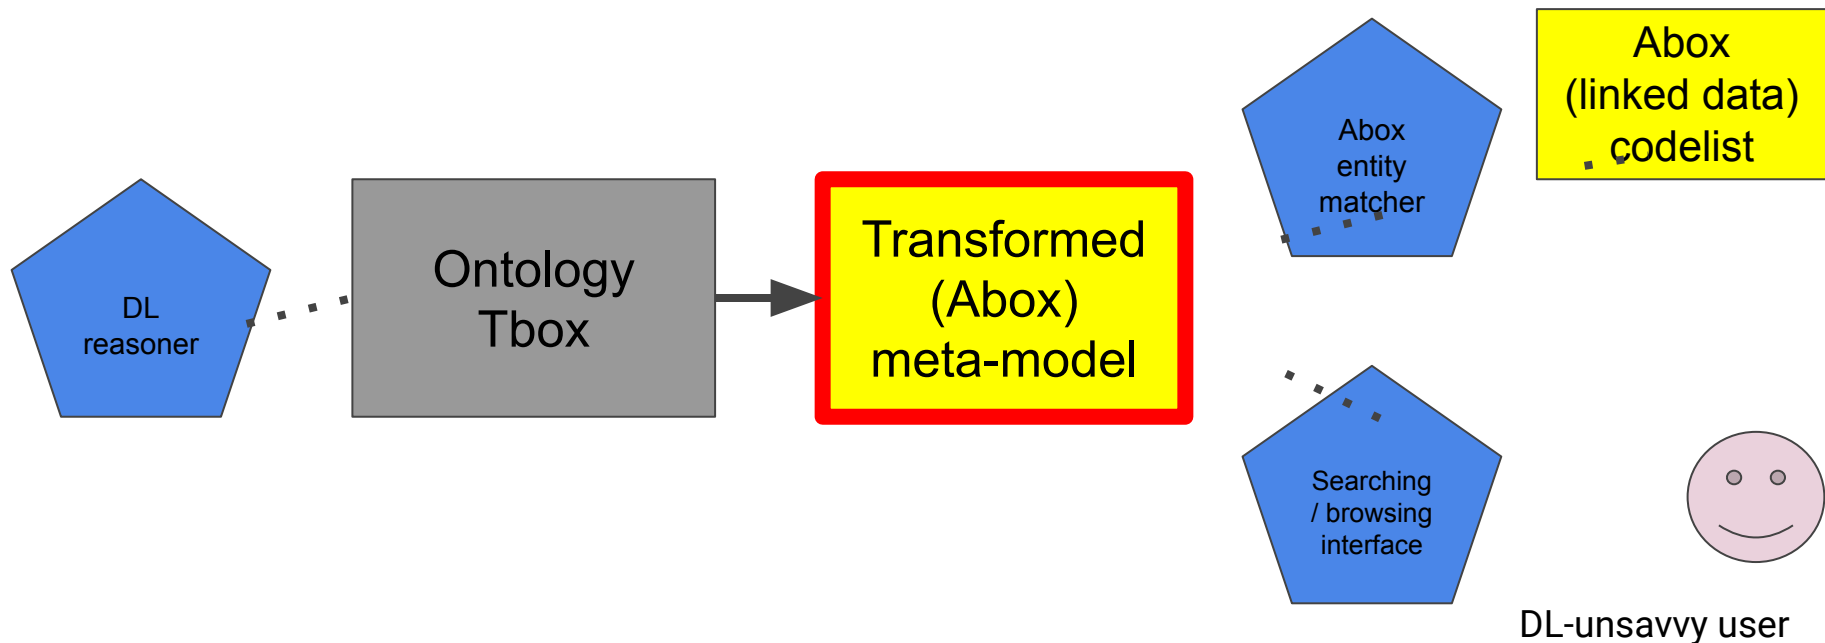 DL
reasoner
Ontology
Tbox
Transformed
(Abox)
meta-model
Abox
entity
matcher
Abox
(linked data)
codelist
Searching
/ browsing
interface
DL-unsavvy user